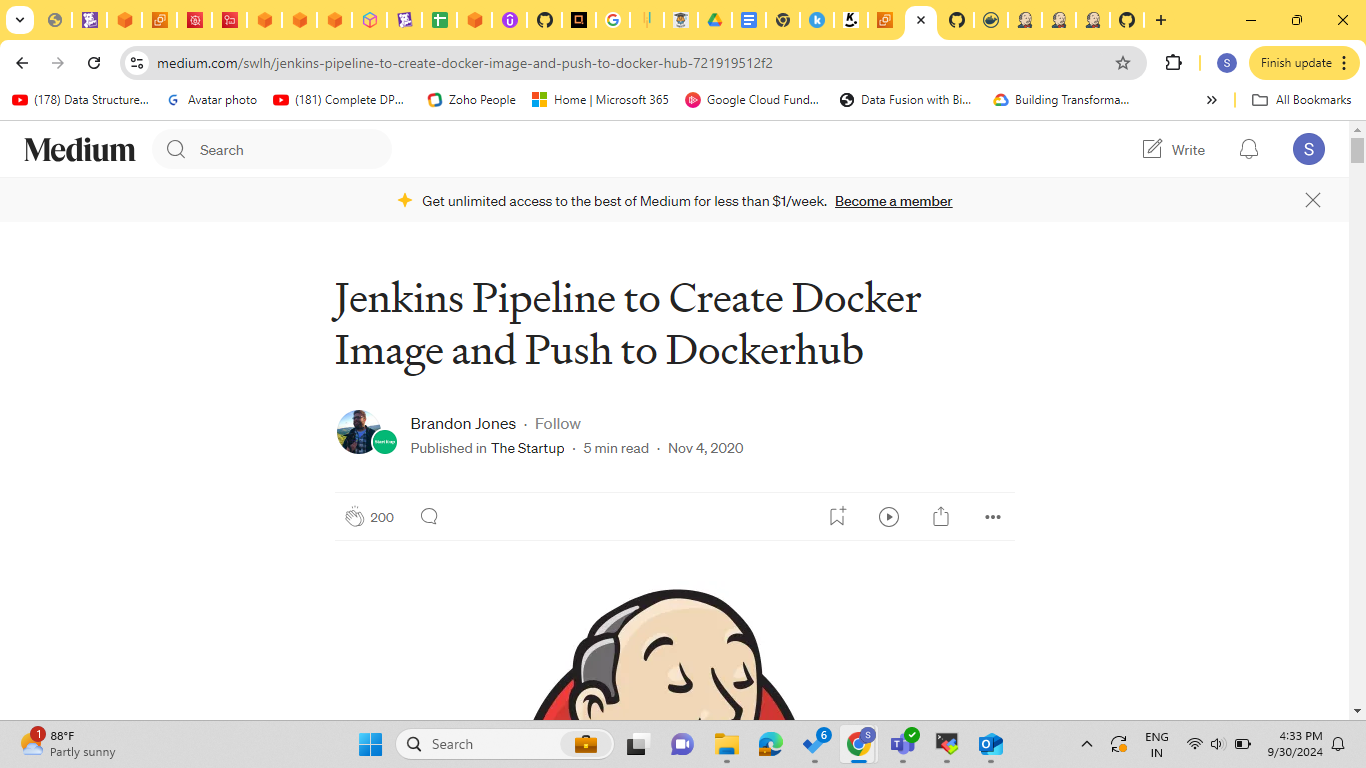 medium.com/swlh/jenkins-pipeline-to-create-docker-image-and-push-to-docker-hub-721919512f2
S
Finish update
(178) Data Structure...
Avatar photo
(181) Complete DP...
Zoho People
Home | Microsoft 365
Google Cloud Fund...
Data Fusion with Bi...
Building Transforma...
All Bookmarks
Medium
Search
Write
S
Get unlimited access to the best of Medium for less than $1/week. Become a member
Jenkins Pipeline to Create Docker
Image and Push to Dockerhub
Brandon Jones · Follow
Published in The Startup · 5 min read · Nov 4, 2020
200
1
88°F
Partly sunny
Search
6
S
ENG
IN
4:33 PM
9/30/2024